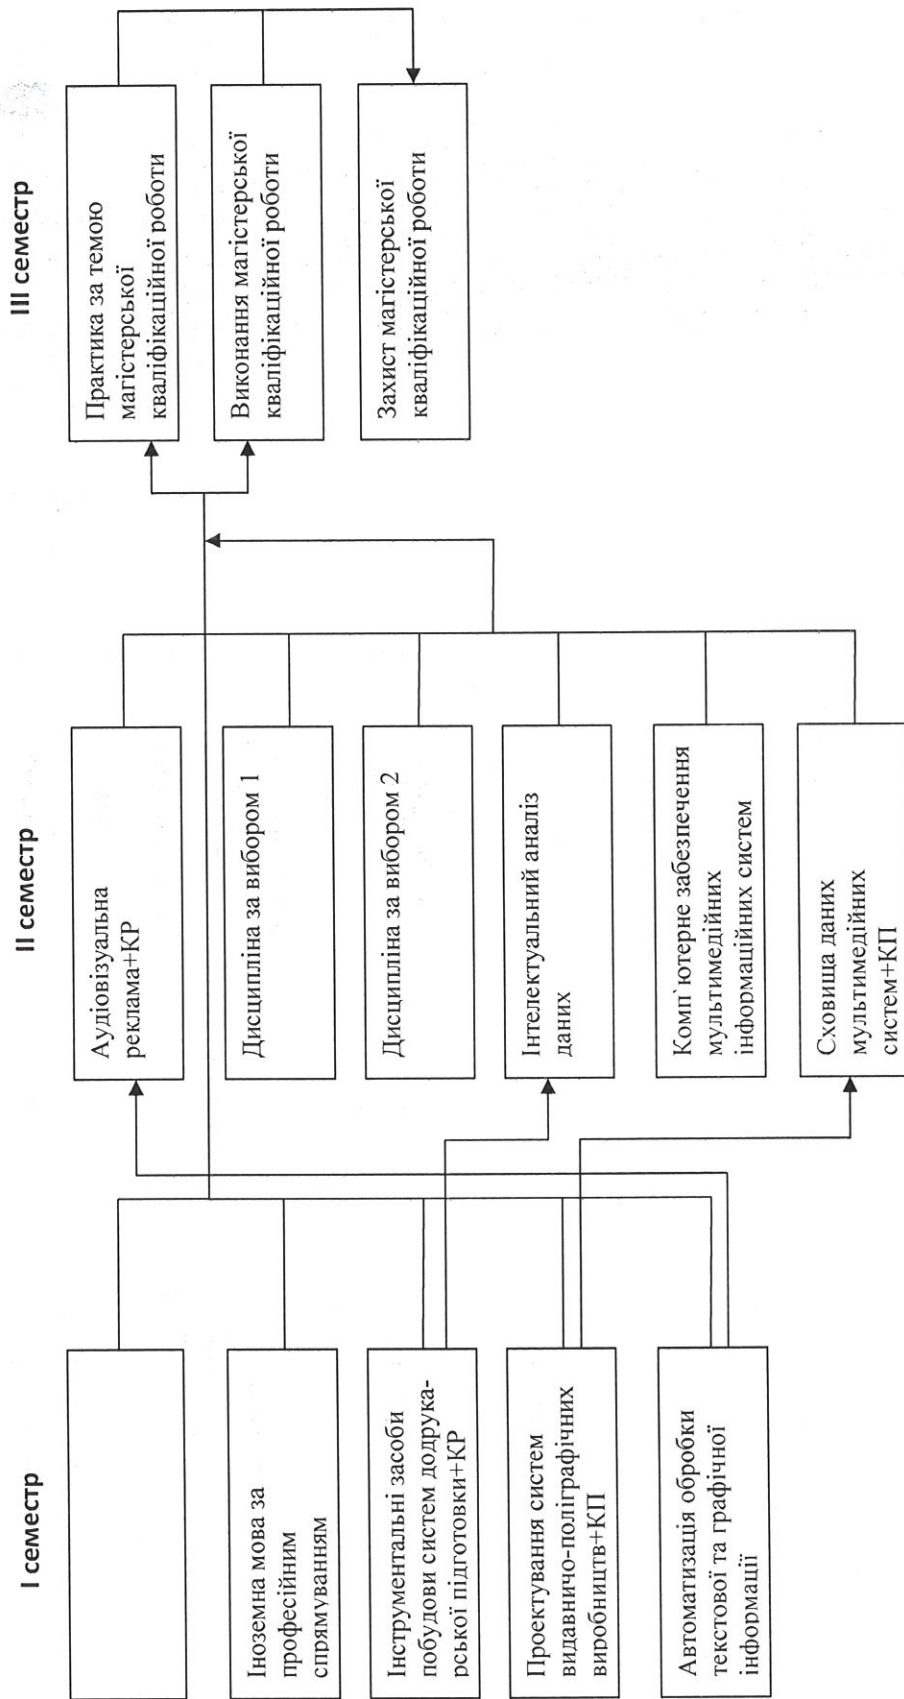 І семестр
Іноземна мова за
професійним
спрямуванням
Інструментальні засоби
побудови систем додрука-
рської підготовки+КР
Проектування систем
видавничо-поліграфічних
виробництв+КП
Автоматизація обробки
текстової та графічної
інформації
ІІ семестр
Аудіовізуальна
реклама+КР
Дисципліна за вибором 1
Дисципліна за вибором 2
Інтелектуальний аналіз
даних
Комп`ютерне забезпечення
мультимедійних
інформаційних систем
Сховища даних
мультимедійних
систем+КП
ІІІ семестр
Практика за темою
магістерської
кваліфікаційної роботи
Виконання магістерської
кваліфікаційної роботи
Захист магістерської
кваліфікаційної роботи